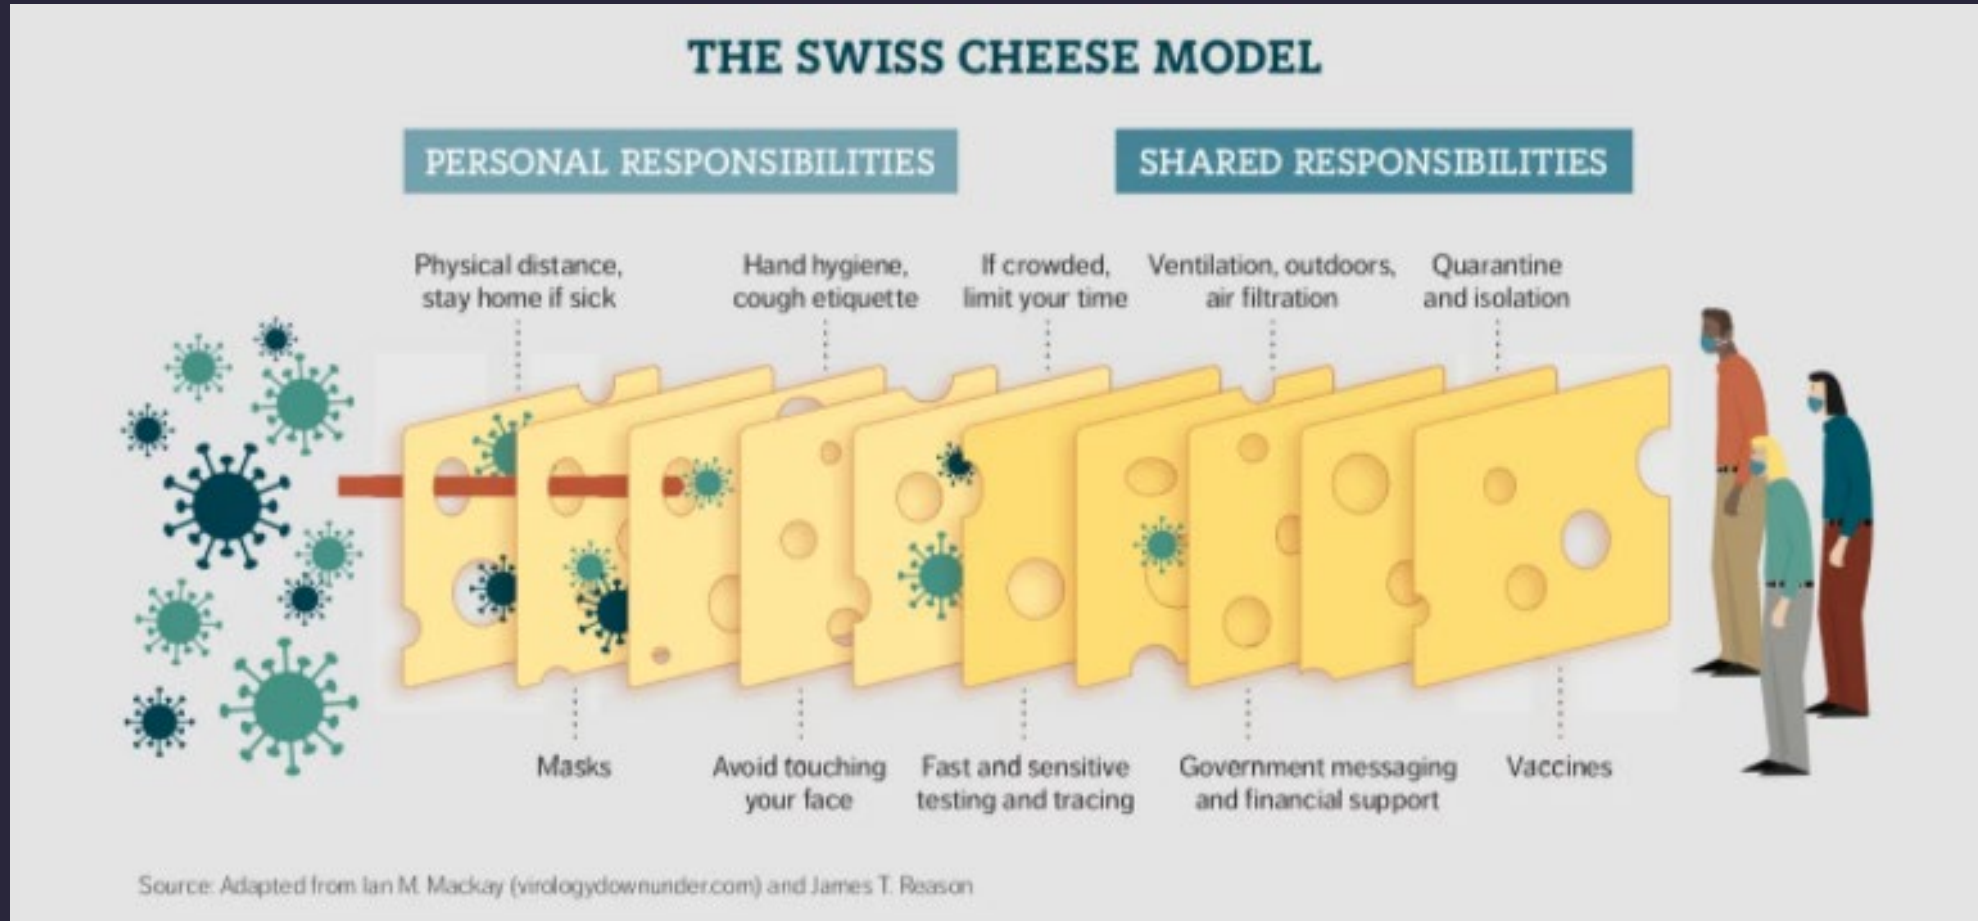 THE SWISS CHEESE MODEL
PERSONAL RESPONSIBILITIES
SHARED RESPONSIBILITIES
Physical distance,
stay home if sick
Hand hygiene,
cough etiquette
If crowded,
limit your time
Ventilation, outdoors,
air filtration
Quarantine
and isolation
Masks
Avoid touching
your face
Fast and sensitive
testing and tracing
Government messaging
and financial support
Vaccines
Source: Adapted from Ian M. Mackay (virologydownunder.com) and James T. Reason